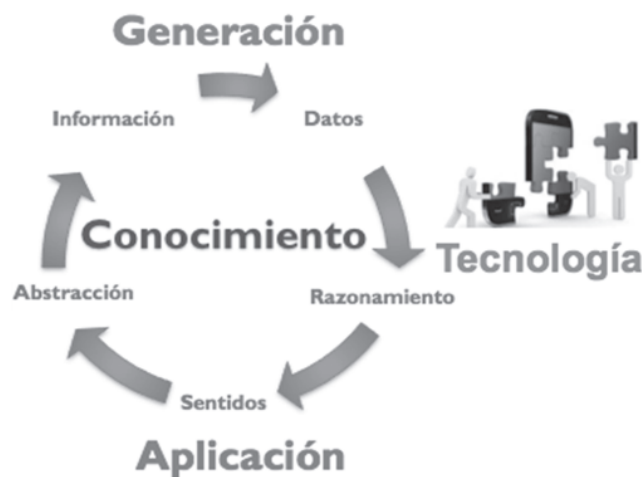 Generación
Información
Datos
Conocimiento
Tecnología
Abstracción
Razonamiento
Sentidos
Aplicación